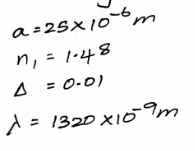 a = 25 × 10⁻⁶ m
n₁ = 1.48
Δ = 0.01
λ = 1320 × 10⁻⁹ m